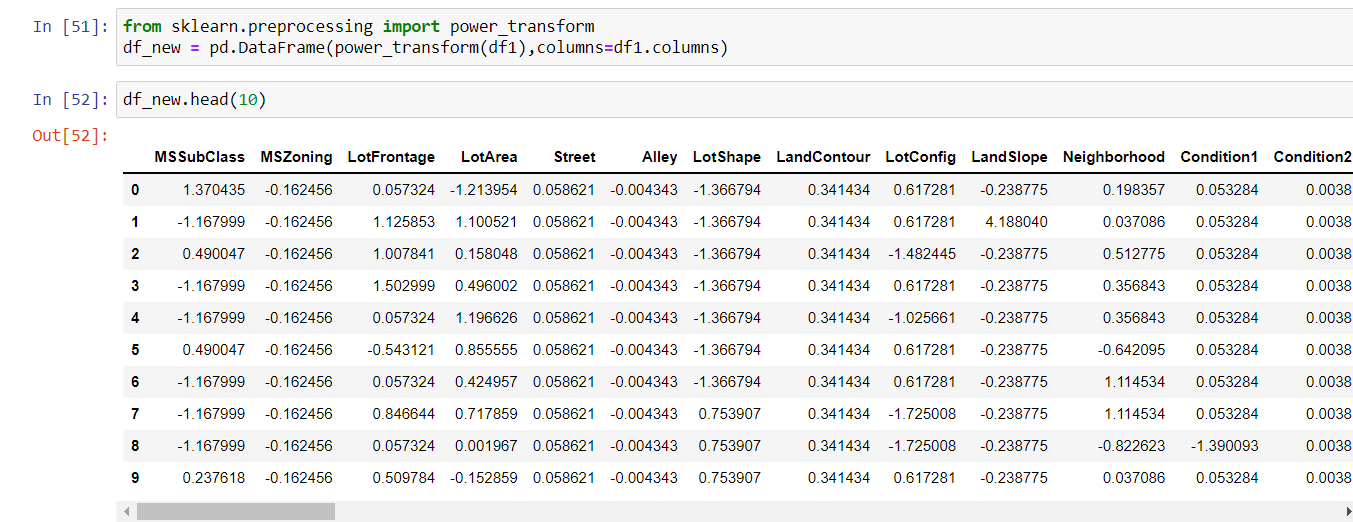 In [51]: from sklearn.preprocessing import power_transform
df_new = pd.DataFrame(power_transform(df1),columns=df1.columns)
In [52]: df_new.head(10)
Out[52]:
MSSubClass MSZoning LotFrontage LotArea Street Alley LotShape LandContour LotConfig LandSlope Neighborhood Condition1 Condition2
0 1.370435 -0.162456 0.057324 -1.213954 0.058621 -0.004343 -1.366794 0.341434 0.617281 -0.238775 0.198357 0.053284 0.0038
1 -1.167999 -0.162456 1.125853 1.100521 0.058621 -0.004343 -1.366794 0.341434 0.617281 4.188040 0.037086 0.053284 0.0038
2 0.490047 -0.162456 1.007841 0.158048 0.058621 -0.004343 -1.366794 0.341434 -1.482445 -0.238775 0.512775 0.053284 0.0038
3 -1.167999 -0.162456 1.502999 0.496002 0.058621 -0.004343 -1.366794 0.341434 0.617281 -0.238775 0.356843 0.053284 0.0038
4 -1.167999 -0.162456 0.057324 1.196626 0.058621 -0.004343 -1.366794 0.341434 -1.025661 -0.238775 0.356843 0.053284 0.0038
5 0.490047 -0.162456 -0.543121 0.855555 0.058621 -0.004343 -1.366794 0.341434 0.617281 -0.238775 -0.642095 0.053284 0.0038
6 -1.167999 -0.162456 0.057324 0.424957 0.058621 -0.004343 -1.366794 0.341434 0.617281 -0.238775 1.114534 0.053284 0.0038
7 -1.167999 -0.162456 0.846644 0.717859 0.058621 -0.004343 0.753907 0.341434 -1.725008 -0.238775 1.114534 0.053284 0.0038
8 -1.167999 -0.162456 0.057324 0.001967 0.058621 -0.004343 0.753907 0.341434 -1.725008 -0.238775 -0.822623 -1.390093 0.0038
9 0.237618 -0.162456 0.509784 -0.152859 0.058621 -0.004343 0.753907 0.341434 0.617281 -0.238775 0.037086 0.053284 0.0038